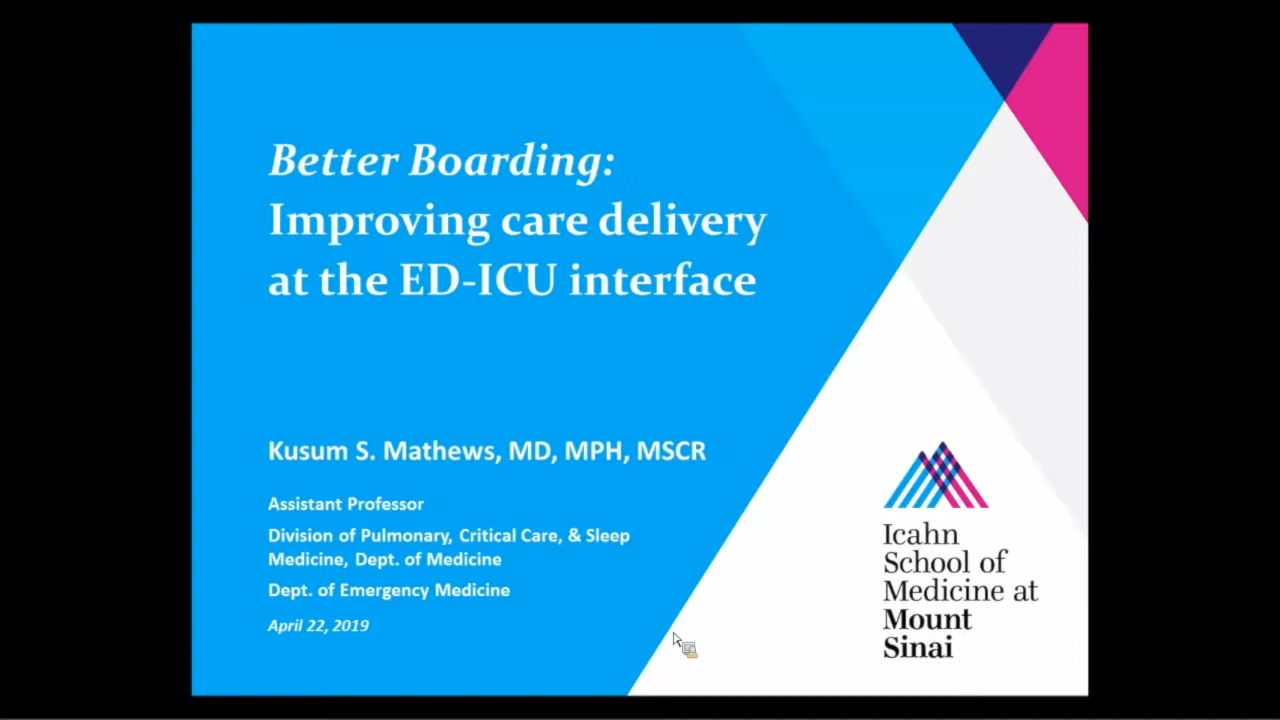 Better Boarding:
Improving care delivery
at the ED-ICU interface
Kusum S. Mathews, MD, MPH, MSCR
Assistant Professor
Division of Pulmonary, Critical Care, & Sleep
Medicine, Dept. of Medicine
Dept. of Emergency Medicine
April 22, 2019
Icahn
School of
Medicine at
Mount
Sinai